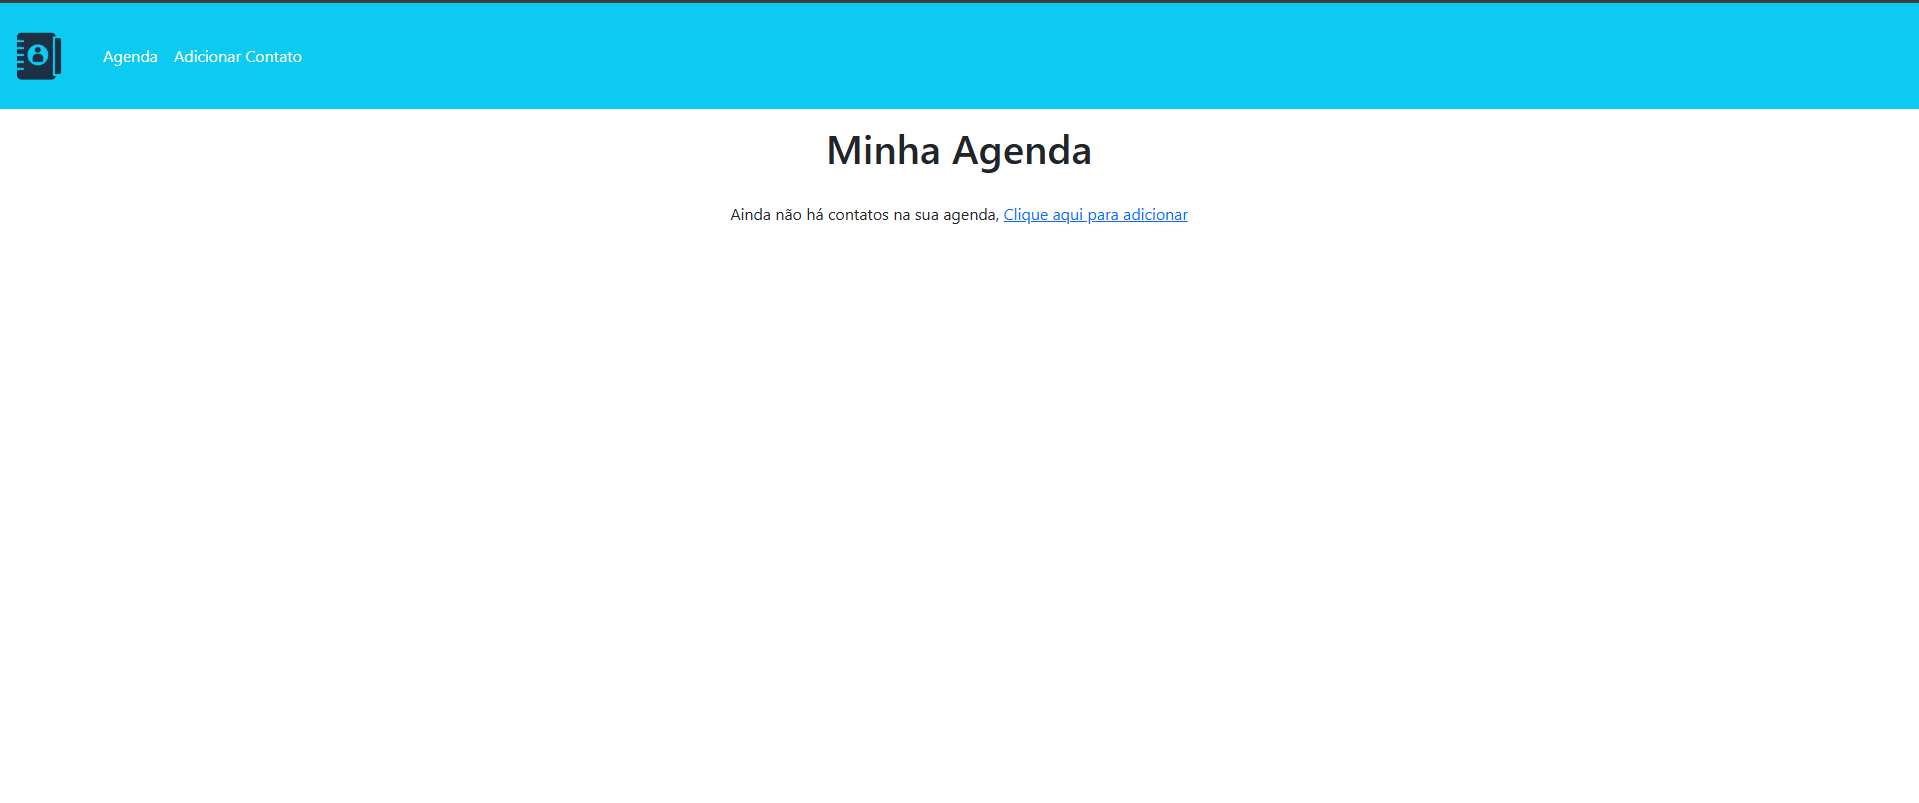 Agenda Adicionar Contato
Minha Agenda
Ainda não há contatos na sua agenda, Clique aqui para adicionar